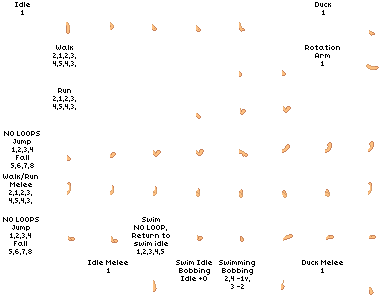 Idle
1
Duck
1
Walk
2,1,2,3,
4,5,4,3,
Rotation
Arm
1
Run
2,1,2,3,
4,5,4,3,
NO LOOPS
Jump
1,2,3,4
Fall
5,6,7,8
Walk/Run
Melee
2,1,2,3,
4,5,4,3,
NO LOOPS
Jump
1,2,3,4
Fall
5,6,7,8
Swim
NO LOOP,
Return to
swim idle
1,2,3,4,5
Idle Melee
1
Swim Idle
Bobbing
Idle +0
Swimming
Bobbing
2,4 -1v,
3 -2
Duck Melee
1